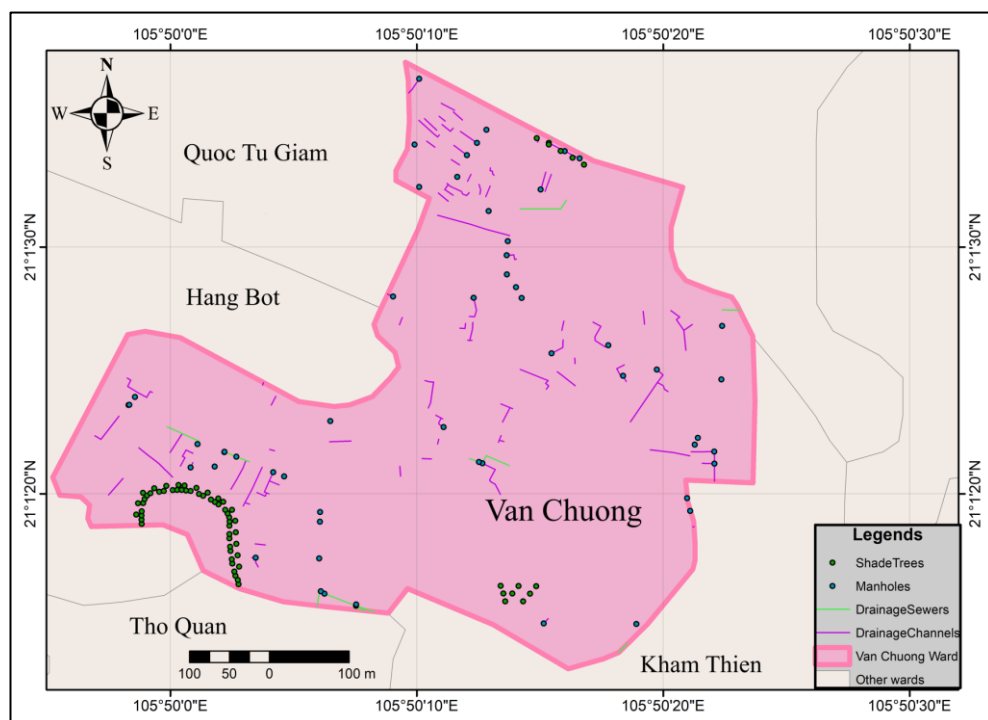 105°50'0"E 105°50'10"E 105°50'20"E 105°50'30"E
N
W E
S
Quoc Tu Giam
21°1'30"N 21°1'30"N
Hang Bot
21°1'20"N 21°1'20"N
Van Chuong
Legends
ShadeTrees
Manholes
DrainageSewers
DrainageChannels
Van Chuong Ward
Other wards
Tho Quan
Kham Thien
100 50 0 100 m
105°50'0"E 105°50'10"E 105°50'20"E 105°50'30"E